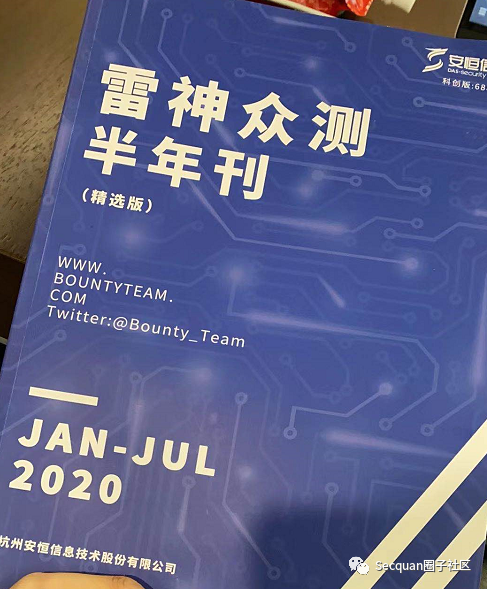 安恒信
DAS-Security
科创版:68
雷神众测
半年刊
(精选版)
WWW.
BOUNTYTEAM.
COM
Twitter:@Bounty_Team
JAN-JUL
2020
杭州安恒信息技术股份有限公司
Secquan圈子社区